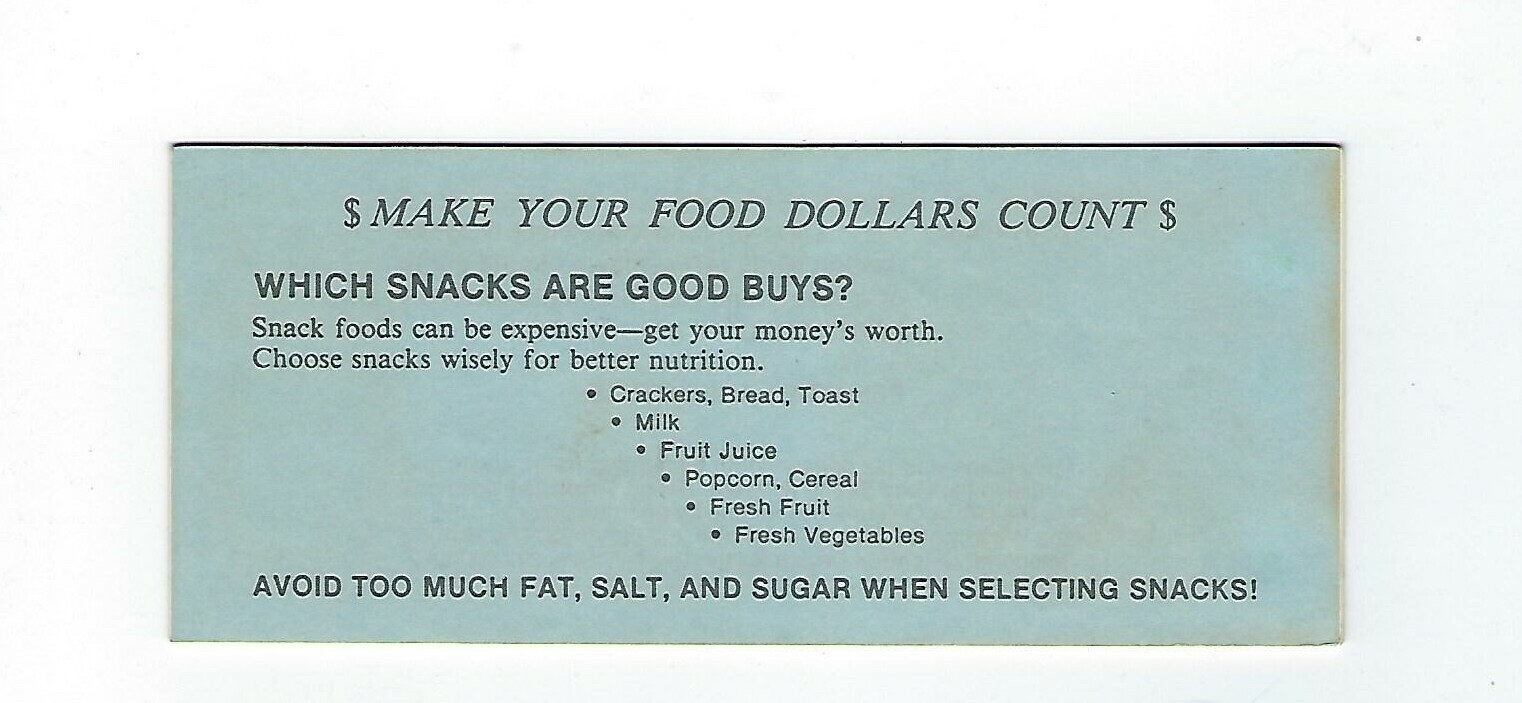 $ MAKE YOUR FOOD DOLLARS COUNT $
WHICH SNACKS ARE GOOD BUYS?
Snack foods can be expensive—get your money's worth.
Choose snacks wisely for better nutrition.
• Crackers, Bread, Toast
• Milk
• Fruit Juice
• Popcorn, Cereal
• Fresh Fruit
• Fresh Vegetables
AVOID TOO MUCH FAT, SALT, AND SUGAR WHEN SELECTING SNACKS!